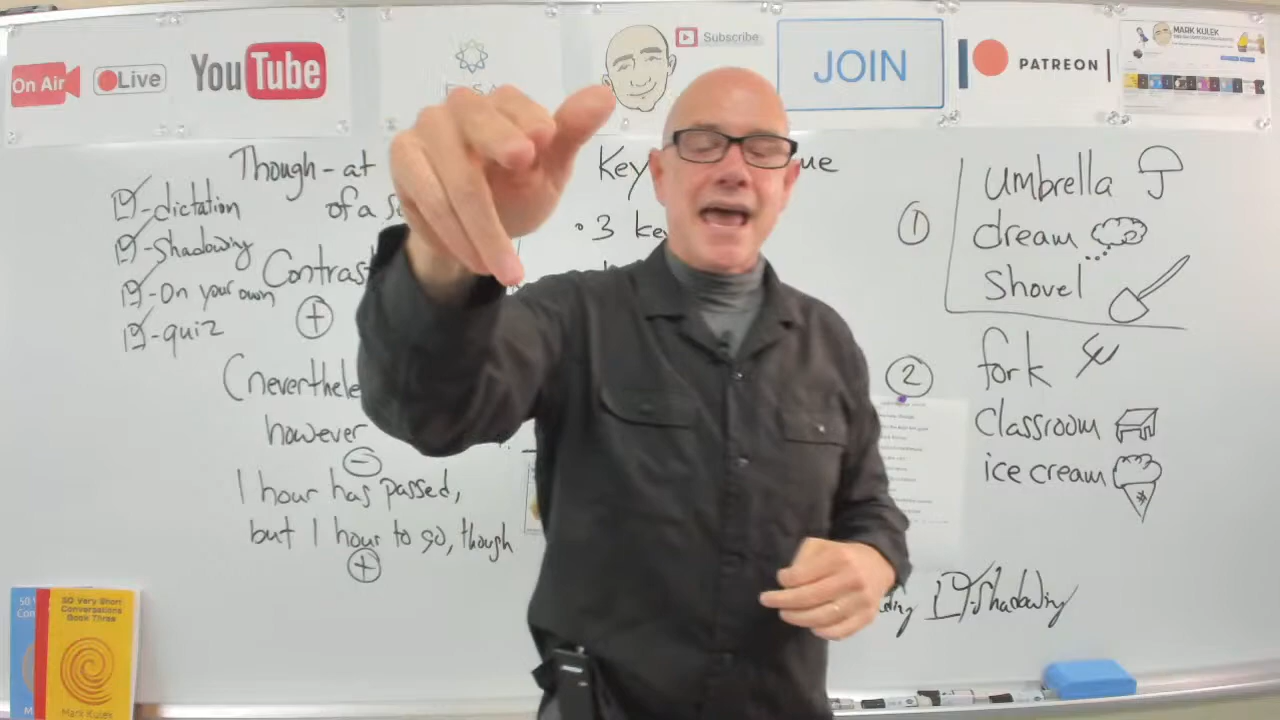 On Air
Live
YouTube
Subscribe
JOIN
PATREON
MARK KULEK
Though - at
of a
-dictation
-shadowing
-On your own
-quiz
Contrast
+
(neverthele
however
-
1 hour has passed,
but 1 hour to go, though
+
Key
ue
• 3 ke
1
umbrella
dream
Shovel
2
fork
Classroom
ice cream
-Shadowing
50 Very Short
Conversations
Book Three
Mark Kulek